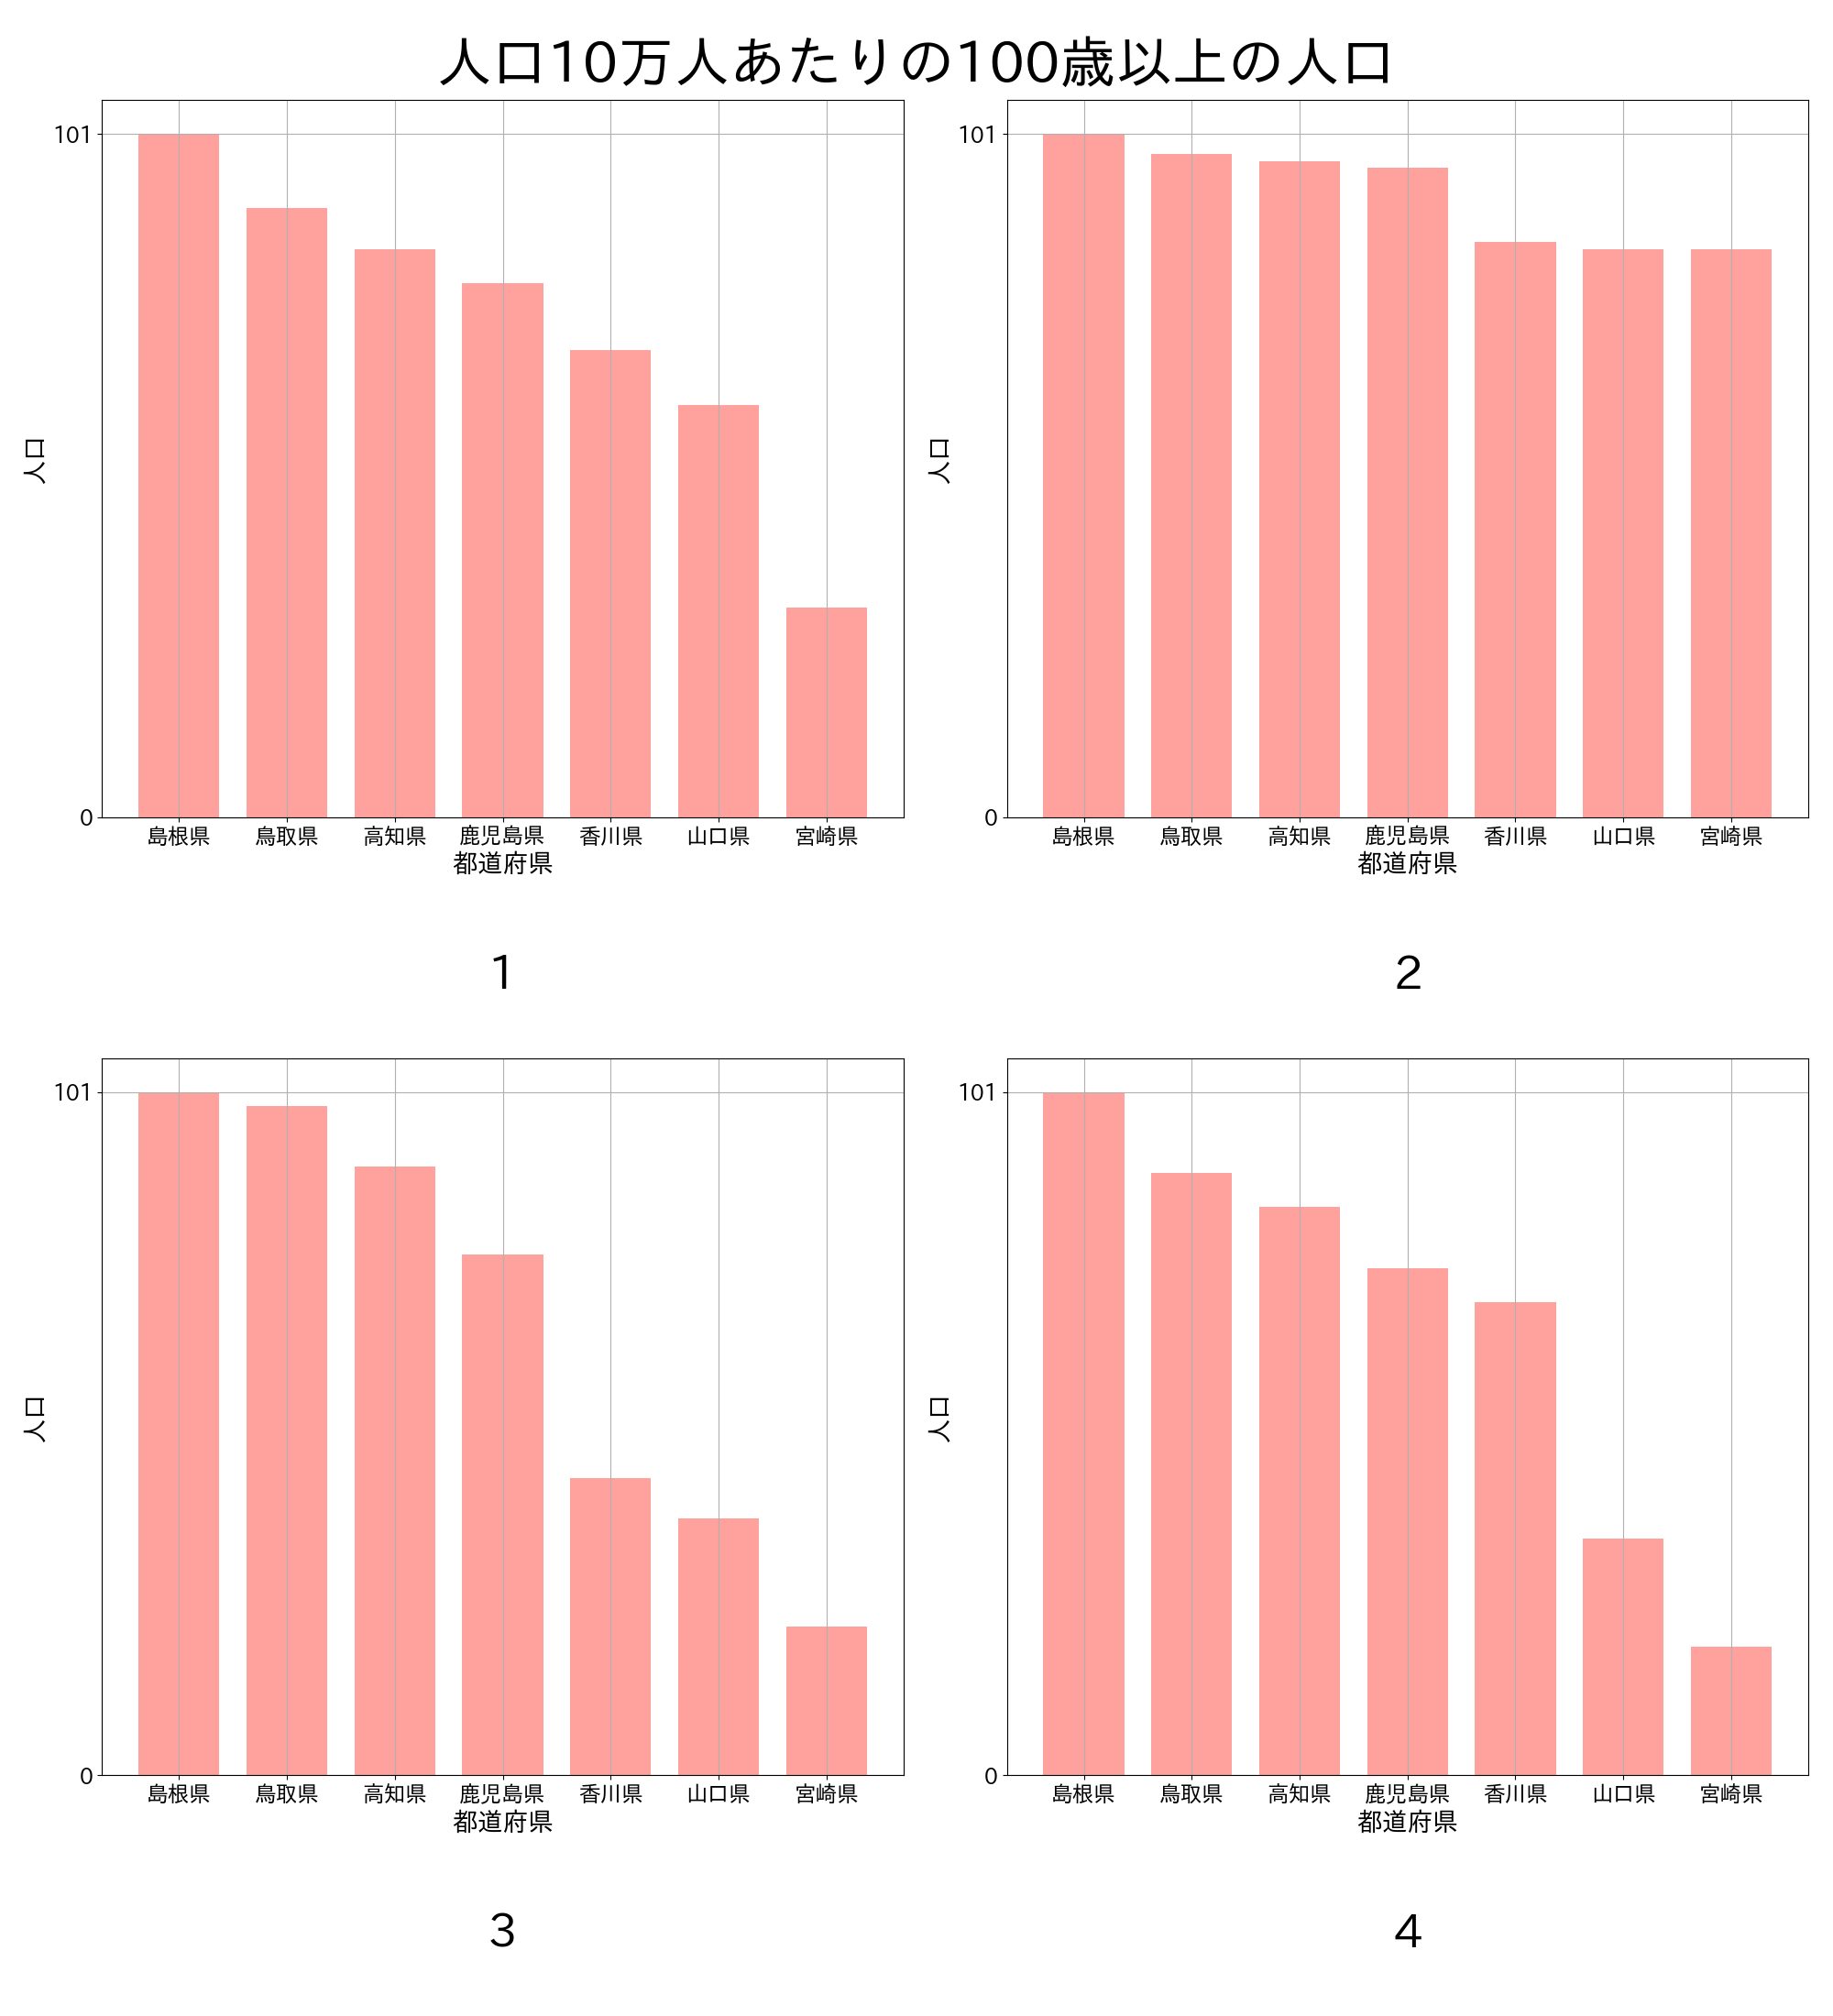 人口10万人あたりの100歳以上の人口
101
人口
0
島根県 鳥取県 高知県 鹿児島県 香川県 山口県 宮崎県
都道府県
1
101
人口
0
島根県 鳥取県 高知県 鹿児島県 香川県 山口県 宮崎県
都道府県
2
101
人口
0
島根県 鳥取県 高知県 鹿児島県 香川県 山口県 宮崎県
都道府県
3
101
人口
0
島根県 鳥取県 高知県 鹿児島県 香川県 山口県 宮崎県
都道府県
4